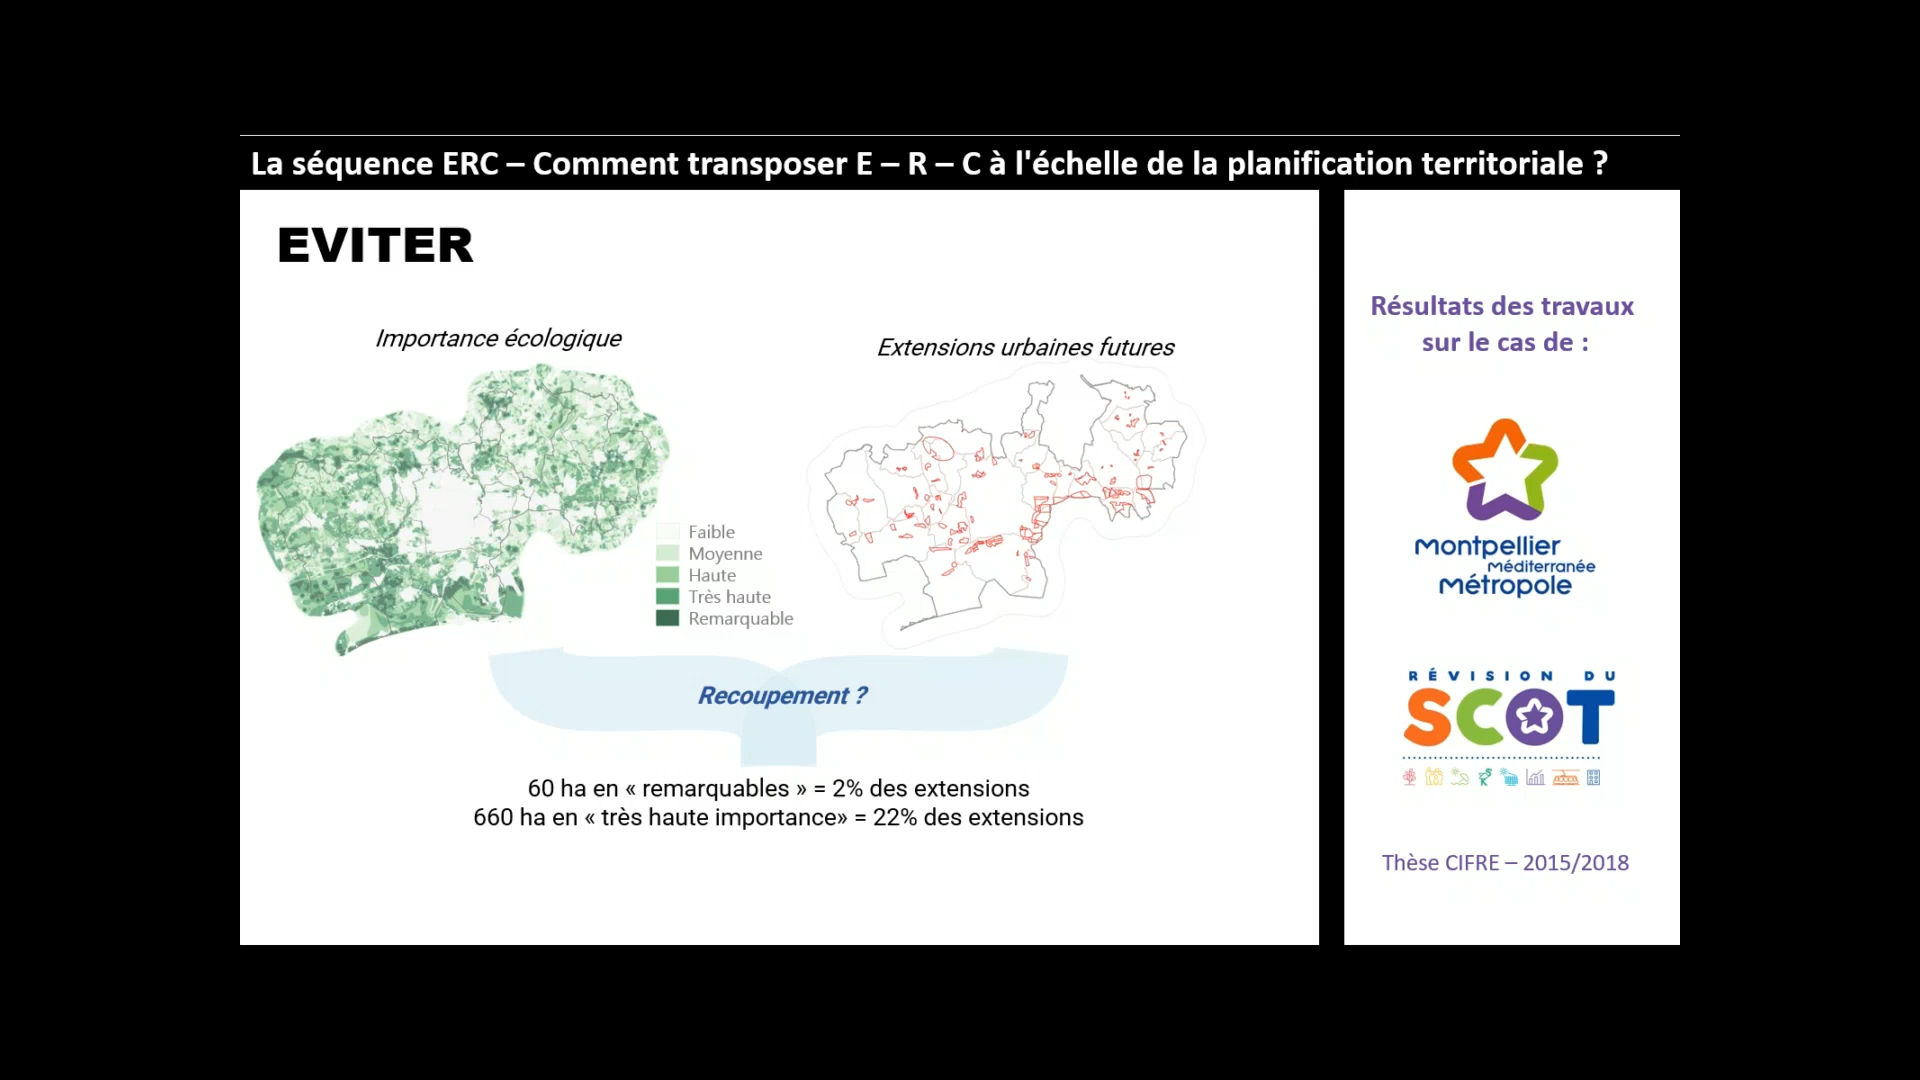 La séquence ERC – Comment transposer E – R – C à l'échelle de la planification territoriale ?
EVITER
Importance écologique
Extensions urbaines futures
Faible
Moyenne
Haute
Très haute
Remarquable
Recoupement ?
60 ha en « remarquables » = 2% des extensions
660 ha en « très haute importance» = 22% des extensions
Résultats des travaux
sur le cas de :
montpellier
méditerranée
métropole
RÉVISION DU
SCOT
Thèse CIFRE – 2015/2018